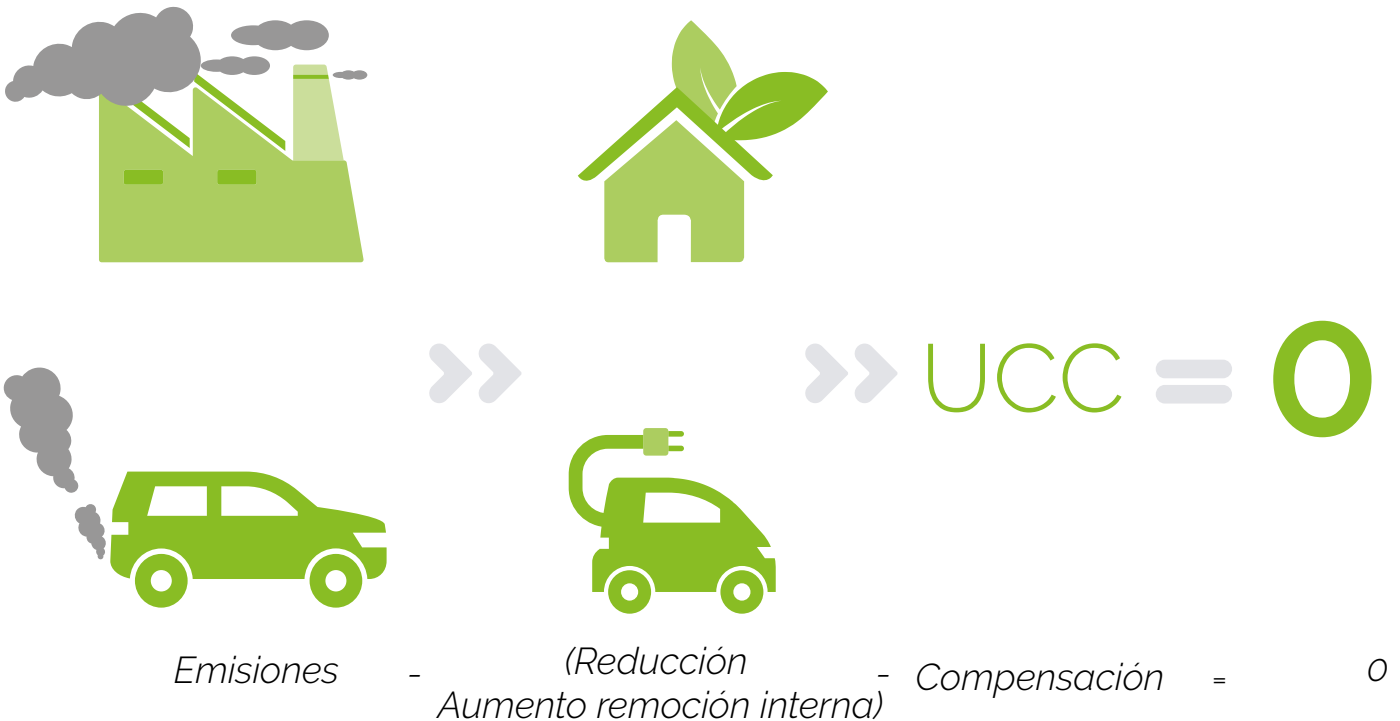 UCC = 0
Emisiones - (Reducción
Aumento remoción interna) - Compensación = 0